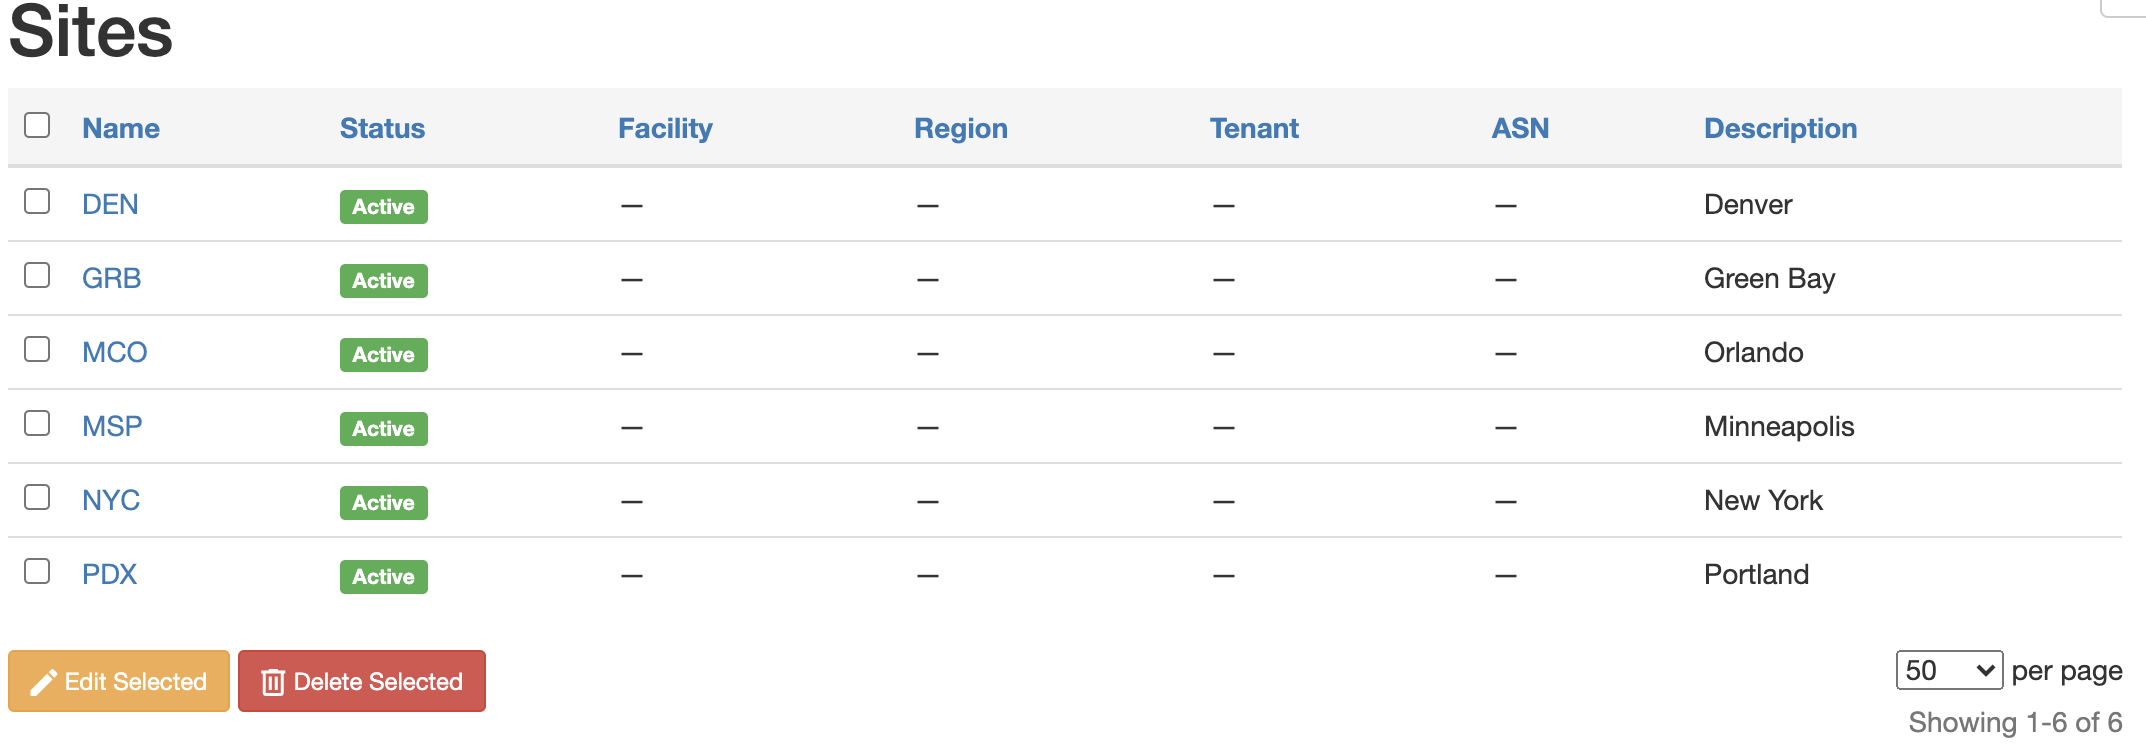 Sites
Name Status Facility Region Tenant ASN Description
DEN Active — — — — Denver
GRB Active — — — — Green Bay
MCO Active — — — — Orlando
MSP Active — — — — Minneapolis
NYC Active — — — — New York
PDX Active — — — — Portland
Edit Selected Delete Selected 50 per page
Showing 1-6 of 6